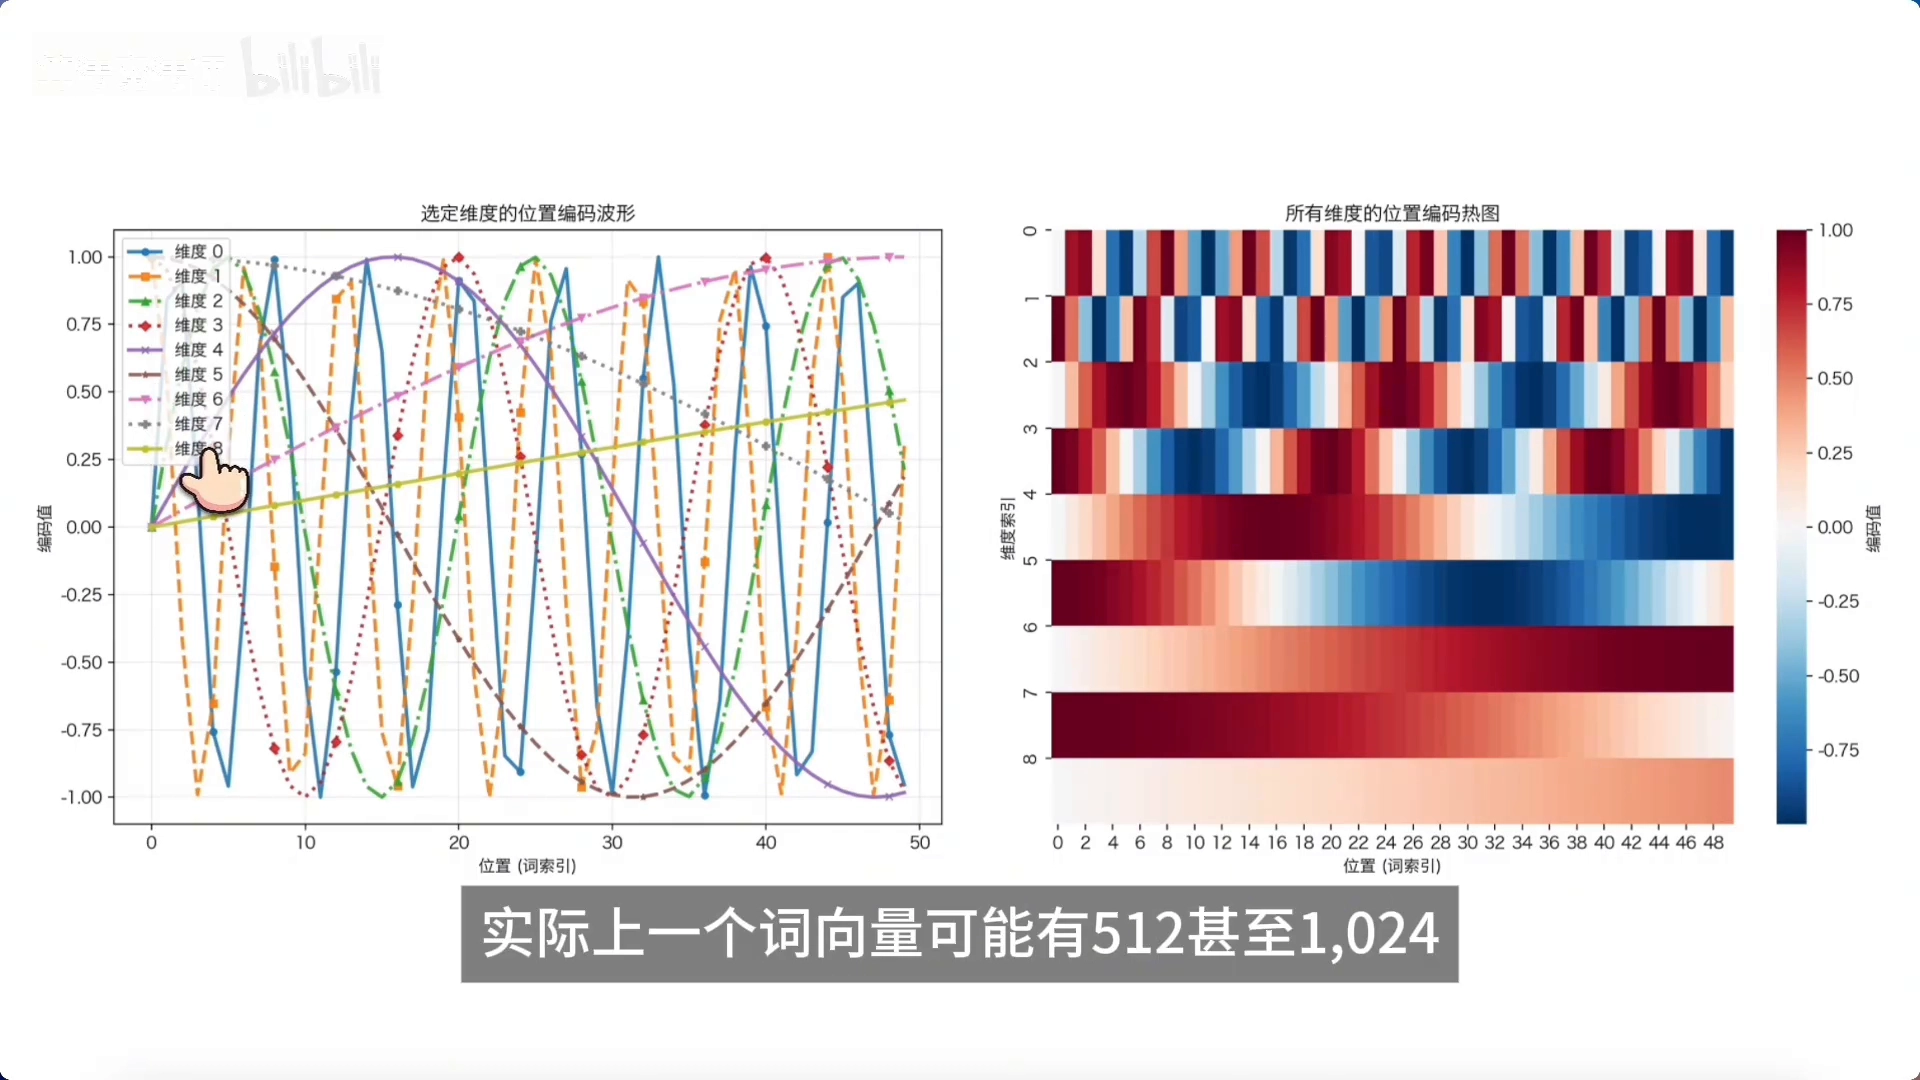 bilibili
选定维度的位置编码波形
维度 0
维度 1
维度 2
维度 3
维度 4
维度 5
维度 6
维度 7
维度 8
1.00
0.75
0.50
0.25
0.00
-0.25
-0.50
-0.75
-1.00
编码值
0 10 20 30 40 50
位置 (词索引)
所有维度的位置编码热图
0
1
2
3
4
5
6
7
8
维度索引
0 2 4 6 8 10 12 14 16 18 20 22 24 26 28 30 32 34 36 38 40 42 44 46 48
位置 (词索引)
1.00
0.75
0.50
0.25
0.00
-0.25
-0.50
-0.75
编码值
实际上一个词向量可能有512甚至1,024